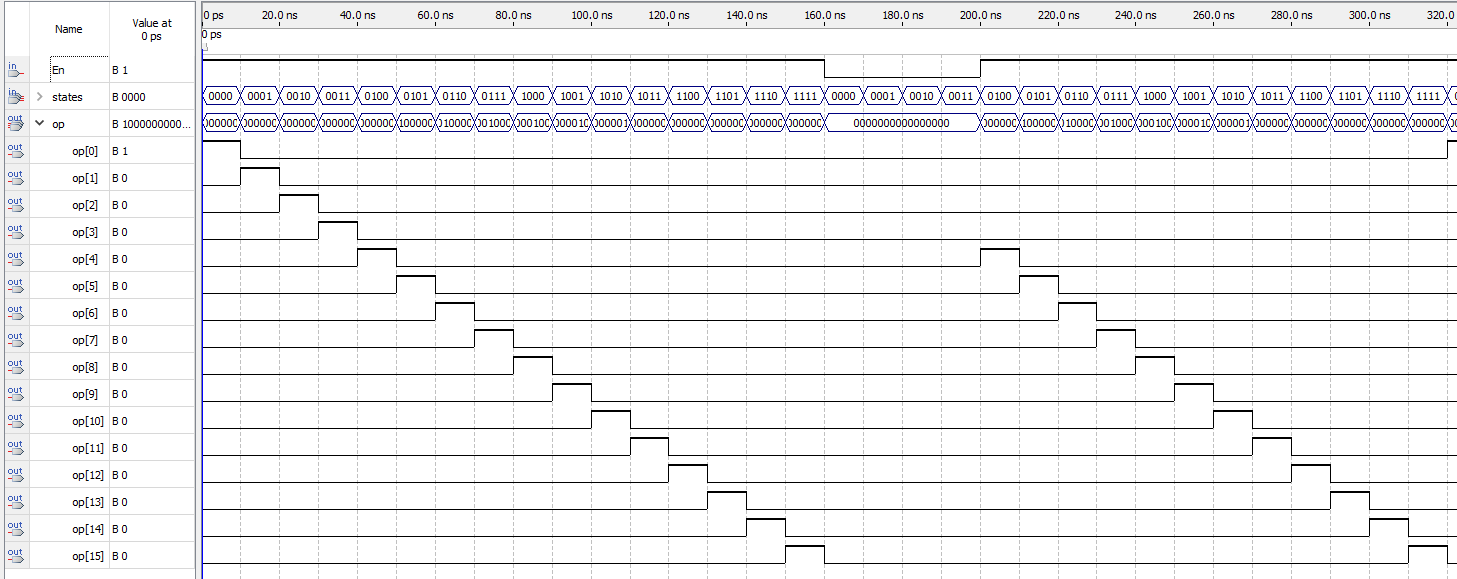 Name Value at 0 ps
0 ps 20.0 ns 40.0 ns 60.0 ns 80.0 ns 100.0 ns 120.0 ns 140.0 ns 160.0 ns 180.0 ns 200.0 ns 220.0 ns 240.0 ns 260.0 ns 280.0 ns 300.0 ns 320.0
0 ps
in En B 1
in states B 0000 0000 0001 0010 0011 0100 0101 0110 0111 1000 1001 1010 1011 1100 1101 1110 1111 0000 0001 0010 0011 0100 0101 0110 0111 1000 1001 1010 1011 1100 1101 1110 1111
out op B 1000000000... 0000000000000000
out op[0] B 1
out op[1] B 0
out op[2] B 0
out op[3] B 0
out op[4] B 0
out op[5] B 0
out op[6] B 0
out op[7] B 0
out op[8] B 0
out op[9] B 0
out op[10] B 0
out op[11] B 0
out op[12] B 0
out op[13] B 0
out op[14] B 0
out op[15] B 0